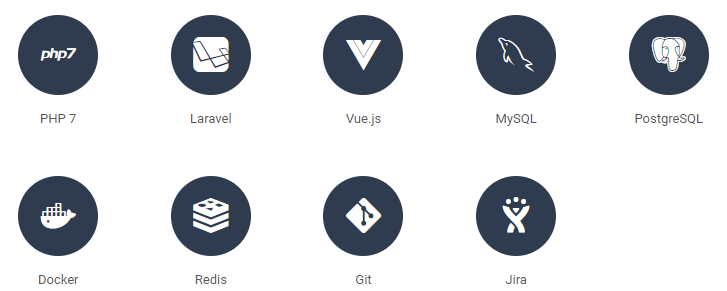 php7
PHP 7
Laravel
Vue.js
MySQL
PostgreSQL
Docker
Redis
Git
Jira